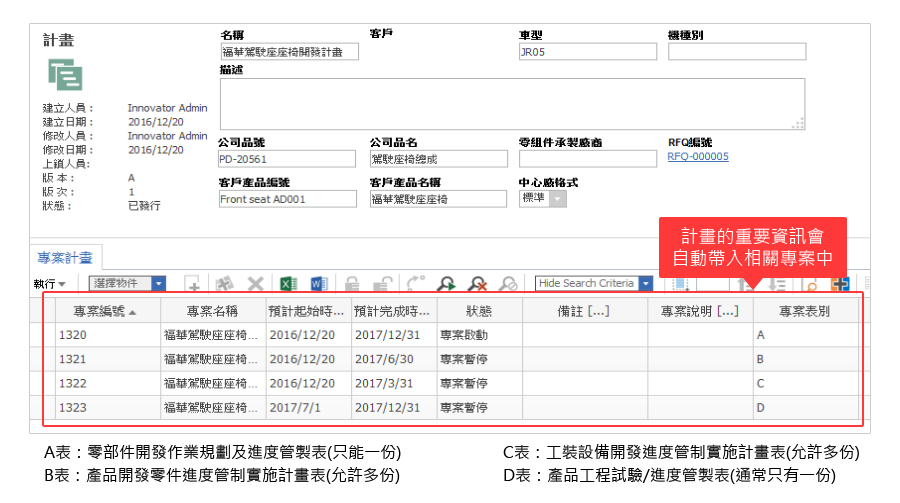 計畫
名稱 客戶 車型 機種別
福華駕駛座座椅開發計畫 JR05
描述
建立人員: Innovator Admin
建立日期: 2016/12/20
修改人員: Innovator Admin
修改日期: 2016/12/20
上鎖人員:
版本: A
版次: 1
狀態: 已發行
公司品號 公司品名 零組件承製廠商 RFQ編號
PD-20561 駕駛座椅總成 RFQ-000005
客戶產品編號 客戶產品名稱 中心廠格式
Front seat AD001 福華駕駛座座椅 標準
計畫的重要資訊會
自動帶入相關專案中
專案計畫
執行 選擇物件 Hide Search Criteria
專案編號 專案名稱 預計起始時... 預計完成時... 狀態 備註 [...] 專案說明 [...] 專案表別
1320 福華駕駛座座椅... 2016/12/20 2017/12/31 專案啟動 A
1321 福華駕駛座座椅... 2016/12/20 2017/6/30 專案暫停 B
1322 福華駕駛座座椅... 2016/12/20 2017/3/31 專案暫停 C
1323 福華駕駛座座椅... 2017/7/1 2017/12/31 專案暫停 D
A表：零部件開發作業規劃及進度管製表(只能一份) C表：工裝設備開發進度管制實施計畫表(允許多份)
B表：產品開發零件進度管制實施計畫表(允許多份) D表：產品工程試驗/進度管製表(通常只有一份)